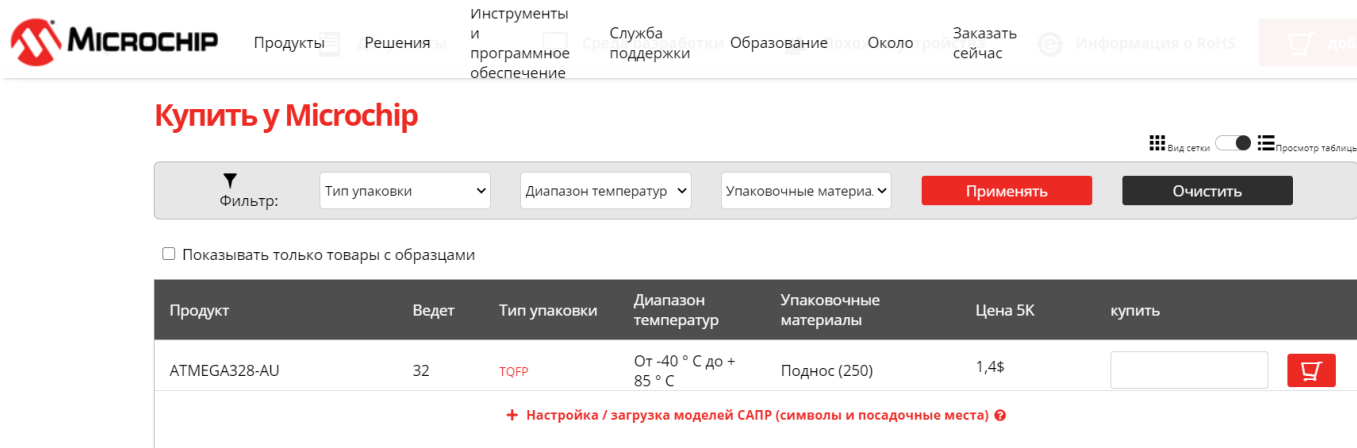 MICROCHIP
Продукты
Решения
Инструменты
и
программное
обеспечение
Служба
поддержки
Образование
Около
Заказать
сейчас
Информация о RoHS
Купить у Microchip
Вид сетки
Просмотр таблицы
Фильтр:
Тип упаковки
Диапазон температур
Упаковочные материа.
Применять
Очистить
Показывать только товары с образцами
Продукт Ведет Тип упаковки Диапазон температур Упаковочные материалы Цена 5K купить
ATMEGA328-AU 32 TQFP От -40 ° C до + 85 ° C Поднос (250) 1,4$
+ Настройка / загрузка моделей САПР (символы и посадочные места)